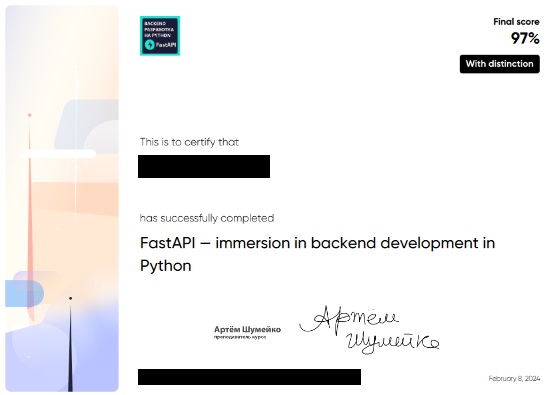 BACKEND
РАЗРАБОТКА
НА PYTHON
FastAPI
Final score
97%
With distinction
This is to certify that
has successfully completed
FastAPI — immersion in backend development in
Python
Артём Шумейко
преподаватель курса
Артём
Шумейко
February 8, 2024